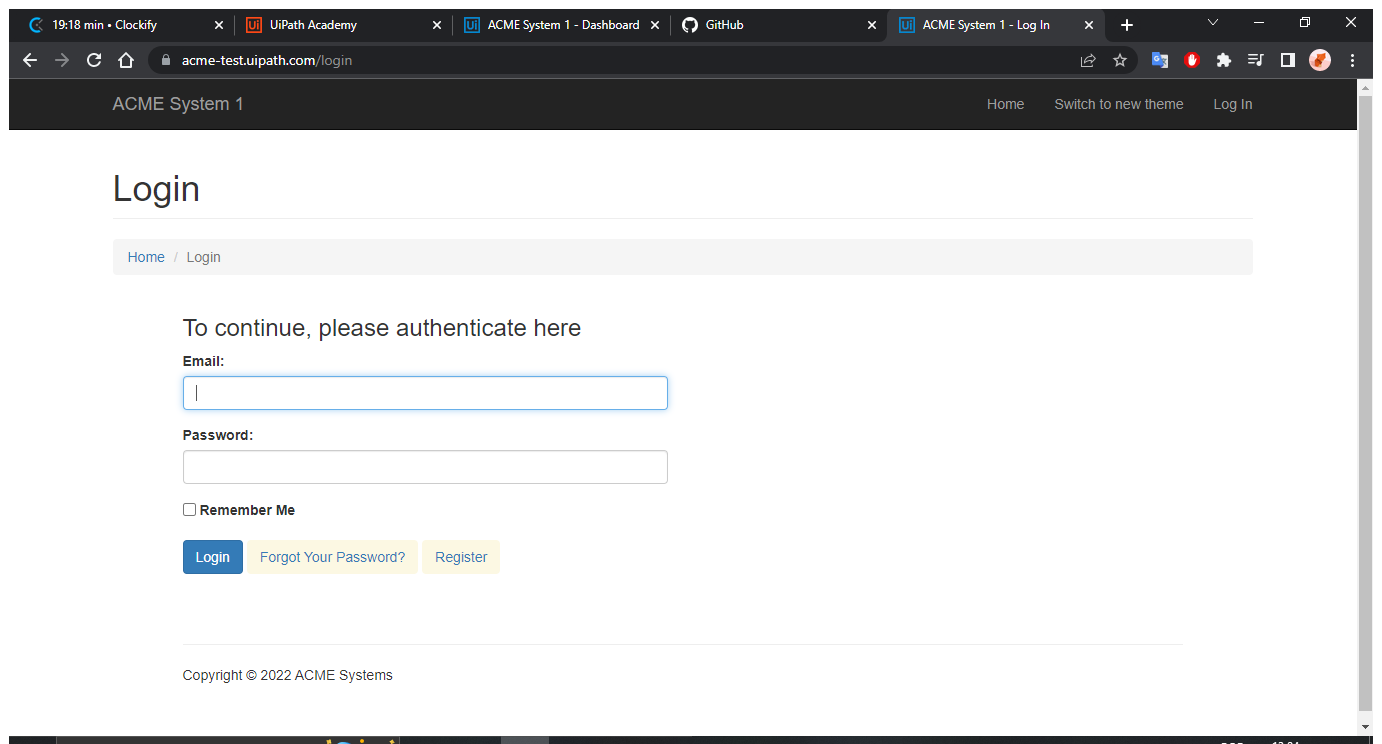 19:18 min • Clockify UiPath Academy ACME System 1 - Dashboard GitHub ACME System 1 - Log In
acme-test.uipath.com/login
ACME System 1 Home Switch to new theme Log In
Login
Home / Login
To continue, please authenticate here
Email:
Password:
Remember Me
Login Forgot Your Password? Register
Copyright © 2022 ACME Systems